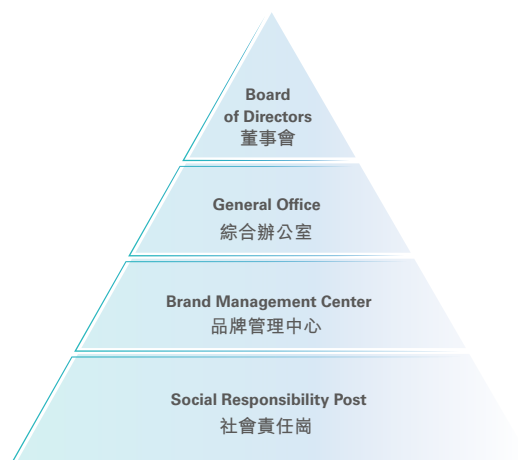 Board
of Directors
董事會
General Office
綜合辦公室
Brand Management Center
品牌管理中心
Social Responsibility Post
社會責任崗